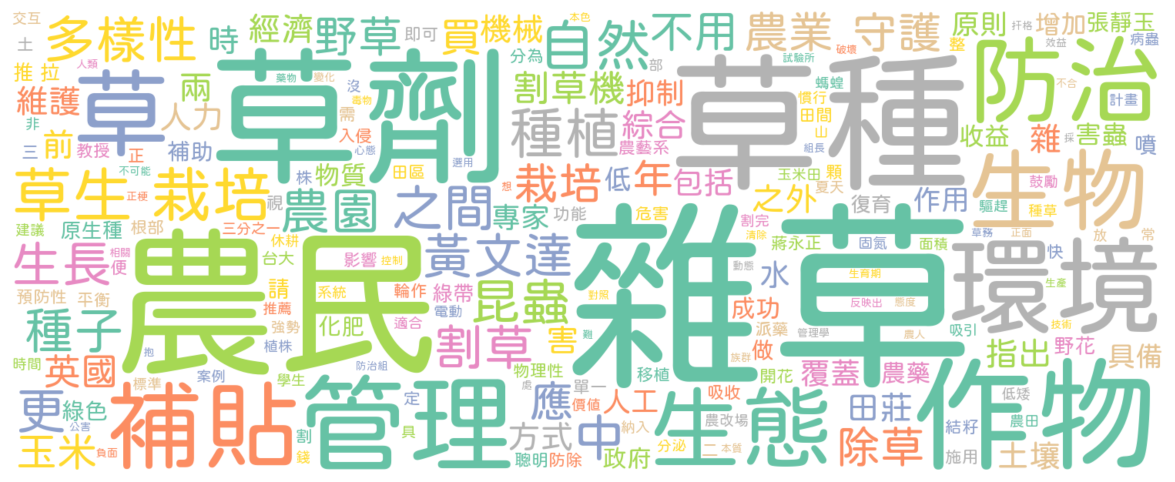 交互
多樣性
時
經濟
野草
即可
買
機械
本色
自然
不用
農業
守護
原則
扞格
增加
張靜玉
土
人類
推
拉
兩
藥物
變化
分為
沒
部
破壞
試驗所
整
效益
病蟲
維護
草
草劑
毒物
割草機
抑制
螞蝗
慣行
草種
防治
不合
計畫
非
前
人力
需
入侵
心態
種植
綜合
田間
山
收益
雜
採
害蟲
噴
三
教授
正
補助
農藝系
組長
不可能
正梗
株
物質
田區
選用
玉米田
顆
夏天
鼓勵
生物
草生
栽培
農園
之間
專家
想
栽培
低
年
包括
之外
作用
驅趕
種草
建議
原生種
根部
三分之一
視
功能
危害
割完
復育
草務
正面
放
常
生長
相關
便
休耕
台大
影響
控制
黃文達
蔣永正
清除
固氮
面積
快
環境
預防性
平衡
請
系統
輪作
綠帶
昆蟲
農民
雜草
水
動態
生育期
生產
種子
推薦
強勢
化肥
電動
適合
對麗
成功
反映出
態度
吸引
技術
植株
割草
害
難
派藥
管理學
農人
指出
野花
時間
英國
抱
案例
學生
防治組
物理性
移植
族群
做
開花
覆蓋
農藥
具備
標準
補貼
管理
處
單一
吸收
低矮
更
綠色
定
應
價值
人工
生態
田莊
作物
公害
割
具
方式
中
納入
農改場
結籽
農田
玉米
負面
錢
聰明
防除
政府
分泌
二
本質
除草
施用
土壤